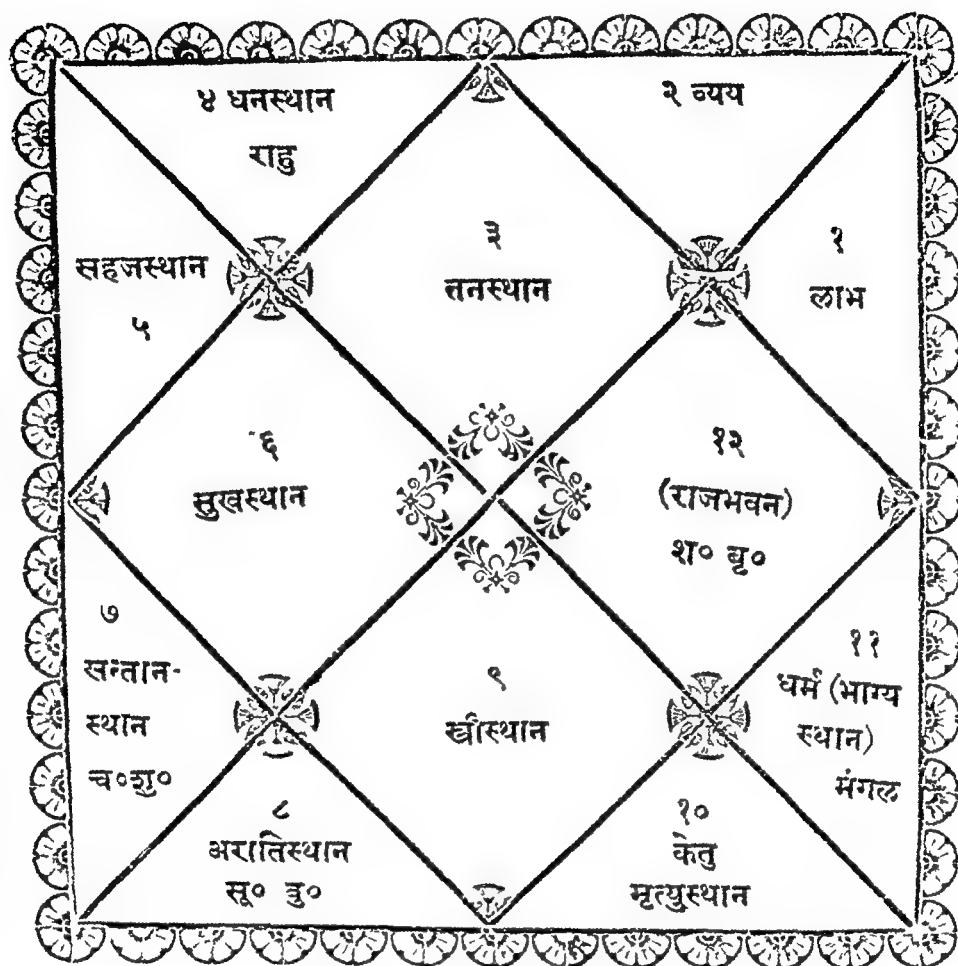 ४ धनस्थान
राहु
२ व्यय
३
तनस्थान
१
लाभ
सहजस्थान
५
६
सुखस्थान
१२
(राजभवन)
श० बृ०
७
सन्तान-
स्थान
च०शु०
९
स्त्रीस्थान
११
धर्म (भाग्य
स्थान)
मंगल
८
अरातिस्थान
सू० बु०
१०
केतु
मृत्युस्थान